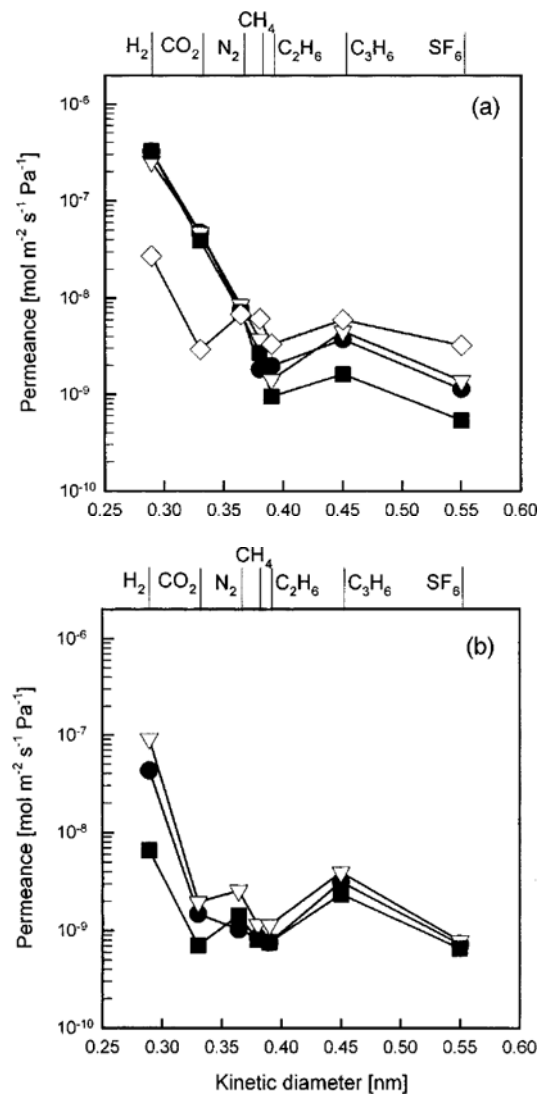 CH₄
H₂ CO₂ N₂ C₂H₆ C₃H₆ SF₆
(a)
10⁻⁶
10⁻⁷
10⁻⁸
10⁻⁹
10⁻¹⁰
Permeance [mol m⁻² s⁻¹ Pa⁻¹]
0.25 0.30 0.35 0.40 0.45 0.50 0.55 0.60
CH₄
H₂ CO₂ N₂ C₂H₆ C₃H₆ SF₆
(b)
10⁻⁶
10⁻⁷
10⁻⁸
10⁻⁹
10⁻¹⁰
Permeance [mol m⁻² s⁻¹ Pa⁻¹]
0.25 0.30 0.35 0.40 0.45 0.50 0.55 0.60
Kinetic diameter [nm]